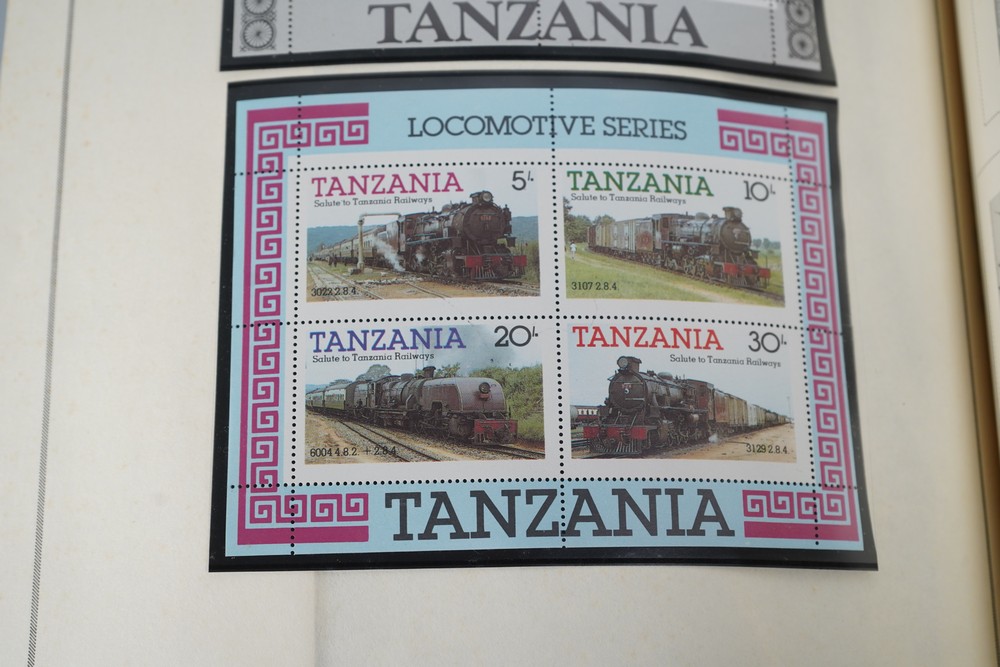 TANZANIA
LOCOMOTIVE SERIES
TANZANIA 5/-
Salute to Tanzania Railways
3022 2.8.4.
TANZANIA 10/-
Salute to Tanzania Railways
3107 2.8.4.
TANZANIA 20/-
Salute to Tanzania Railways
6004 4.8.2. + 2.8.4.
TANZANIA 30/-
Salute to Tanzania Railways
3129 2.8.4.
TANZANIA